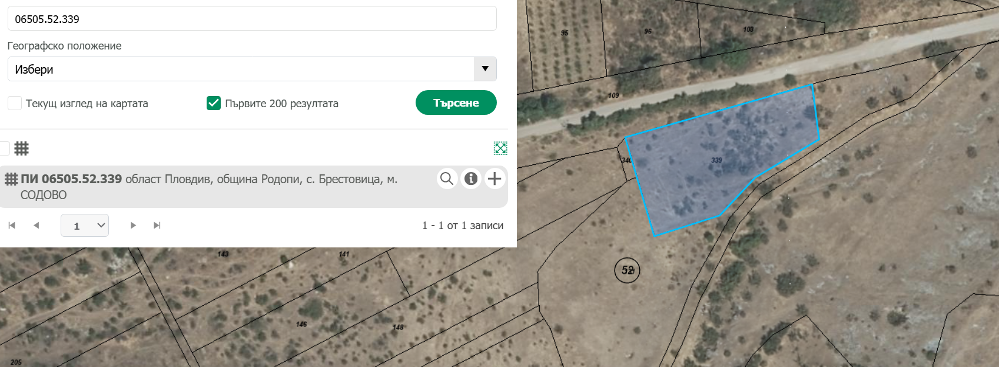 06505.52.339
Географско положение
Избери
Текущ изглед на картата
Първите 200 резултата
Търсене
ПИ 06505.52.339 област Пловдив, община Родопи, с. Брестовица, м.
СОДОВО
1
1 - 1 от 1 записи
95
96
103
109
340
339
52
143
141
146
148
205